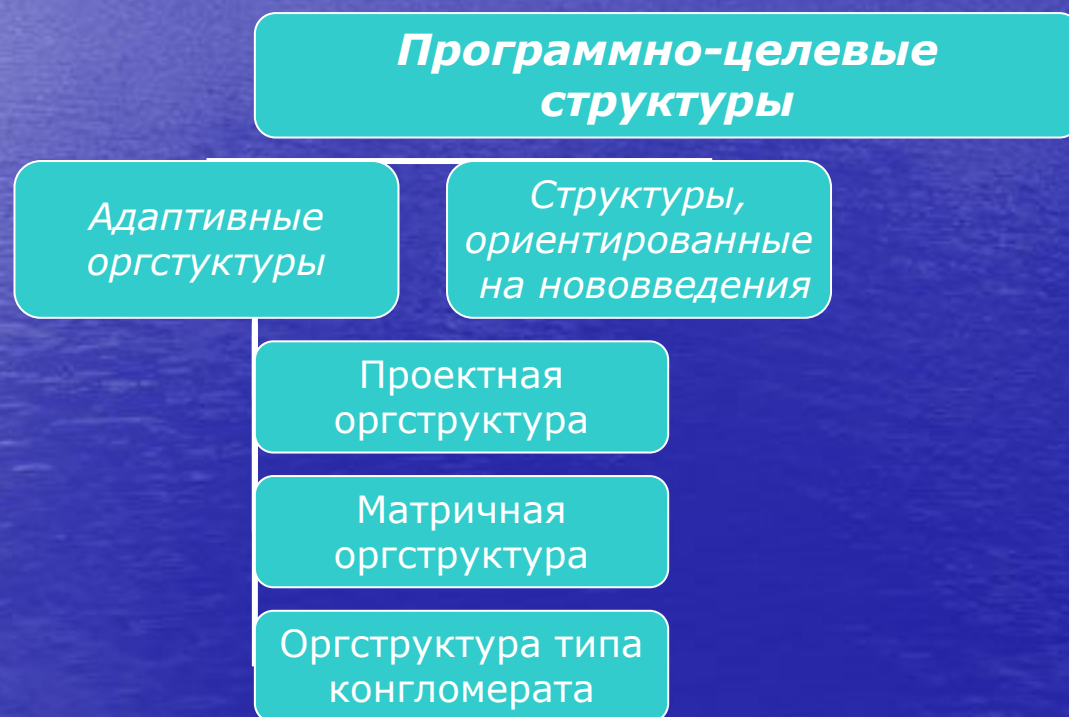 Программно-целевые
структуры
Адаптивные
оргстуктуры
Структуры,
ориентированные
на нововведения
Проектная
оргструктура
Матричная
оргструктура
Оргструктура типа
конгломерата